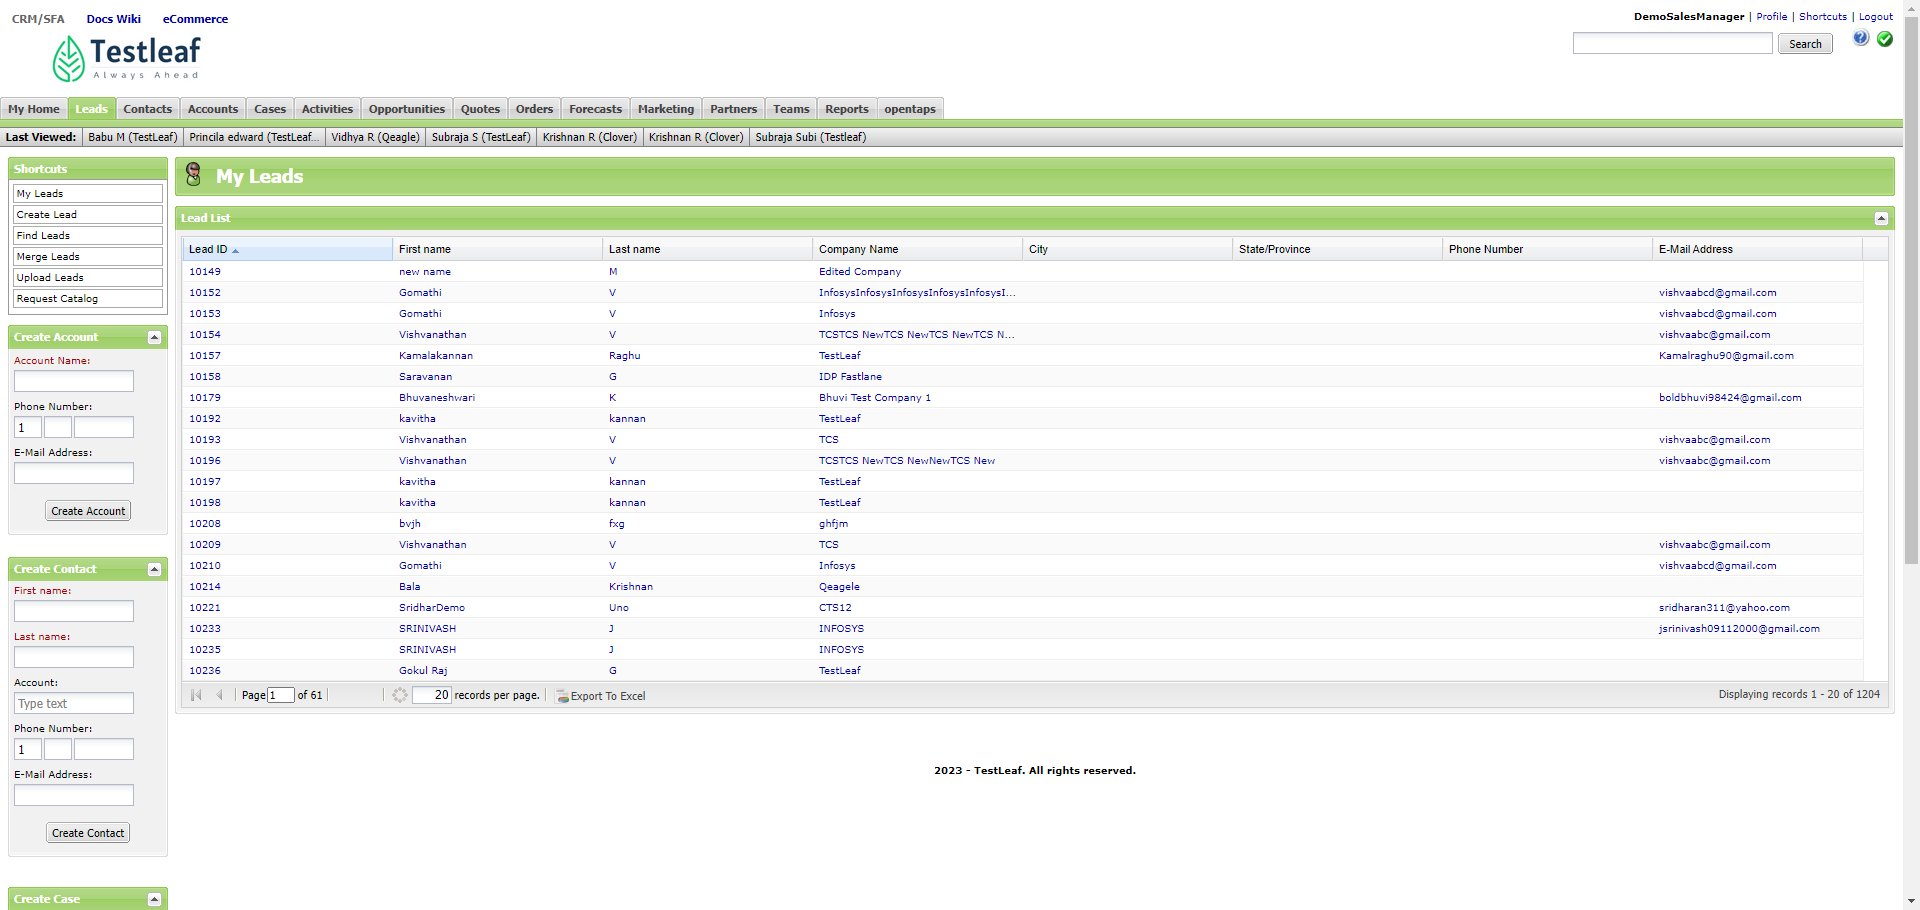 CRM/SFA Docs Wiki eCommerce
DemoSalesManager | Profile | Shortcuts | Logout
Testleaf
Always Ahead
Search
My Home Leads Contacts Accounts Cases Activities Opportunities Quotes Orders Forecasts Marketing Partners Teams Reports opentaps
Last Viewed: Babu M (TestLeaf) Princila edward (TestLeaf... Vidhya R (Qeagle) Subraja S (TestLeaf) Krishnan R (Clover) Krishnan R (Clover) Subraja Subi (Testleaf)
Shortcuts
My Leads
Create Lead
Find Leads
Merge Leads
Upload Leads
Request Catalog
Create Account
Account Name:
Phone Number:
1
E-Mail Address:
Create Account
Create Contact
First name:
Last name:
Account:
Type text
Phone Number:
1
E-Mail Address:
Create Contact
Create Case
My Leads
Lead List
Lead ID First name Last name Company Name City State/Province Phone Number E-Mail Address
10149 new name M Edited Company
10152 Gomathi V InfosysInfosysInfosysInfosysInfosysI... vishvaabcd@gmail.com
10153 Gomathi V Infosys vishvaabcd@gmail.com
10154 Vishvanathan V TCSTCS NewTCS NewTCS NewTCS N... vishvaabc@gmail.com
10157 Kamalakannan Raghu TestLeaf Kamalraghu90@gmail.com
10158 Saravanan G IDP Fastlane
10179 Bhuvaneshwari K Bhuvi Test Company 1 boldbhuvi98424@gmail.com
10192 kavitha kannan TestLeaf
10193 Vishvanathan V TCS vishvaabc@gmail.com
10196 Vishvanathan V TCSTCS NewTCS NewNewTCS New vishvaabc@gmail.com
10197 kavitha kannan TestLeaf
10198 kavitha kannan TestLeaf
10208 bvjh fxg ghfjm
10209 Vishvanathan V TCS vishvaabc@gmail.com
10210 Gomathi V Infosys vishvaabcd@gmail.com
10214 Bala Krishnan Qeagele
10221 SridharDemo Uno CTS12 sridharan311@yahoo.com
10233 SRINIVASH J INFOSYS jsrinivash09112000@gmail.com
10235 SRINIVASH J INFOSYS
10236 Gokul Raj G TestLeaf
Page 1 of 61 20 records per page. Export To Excel Displaying records 1 - 20 of 1204
2023 - TestLeaf. All rights reserved.